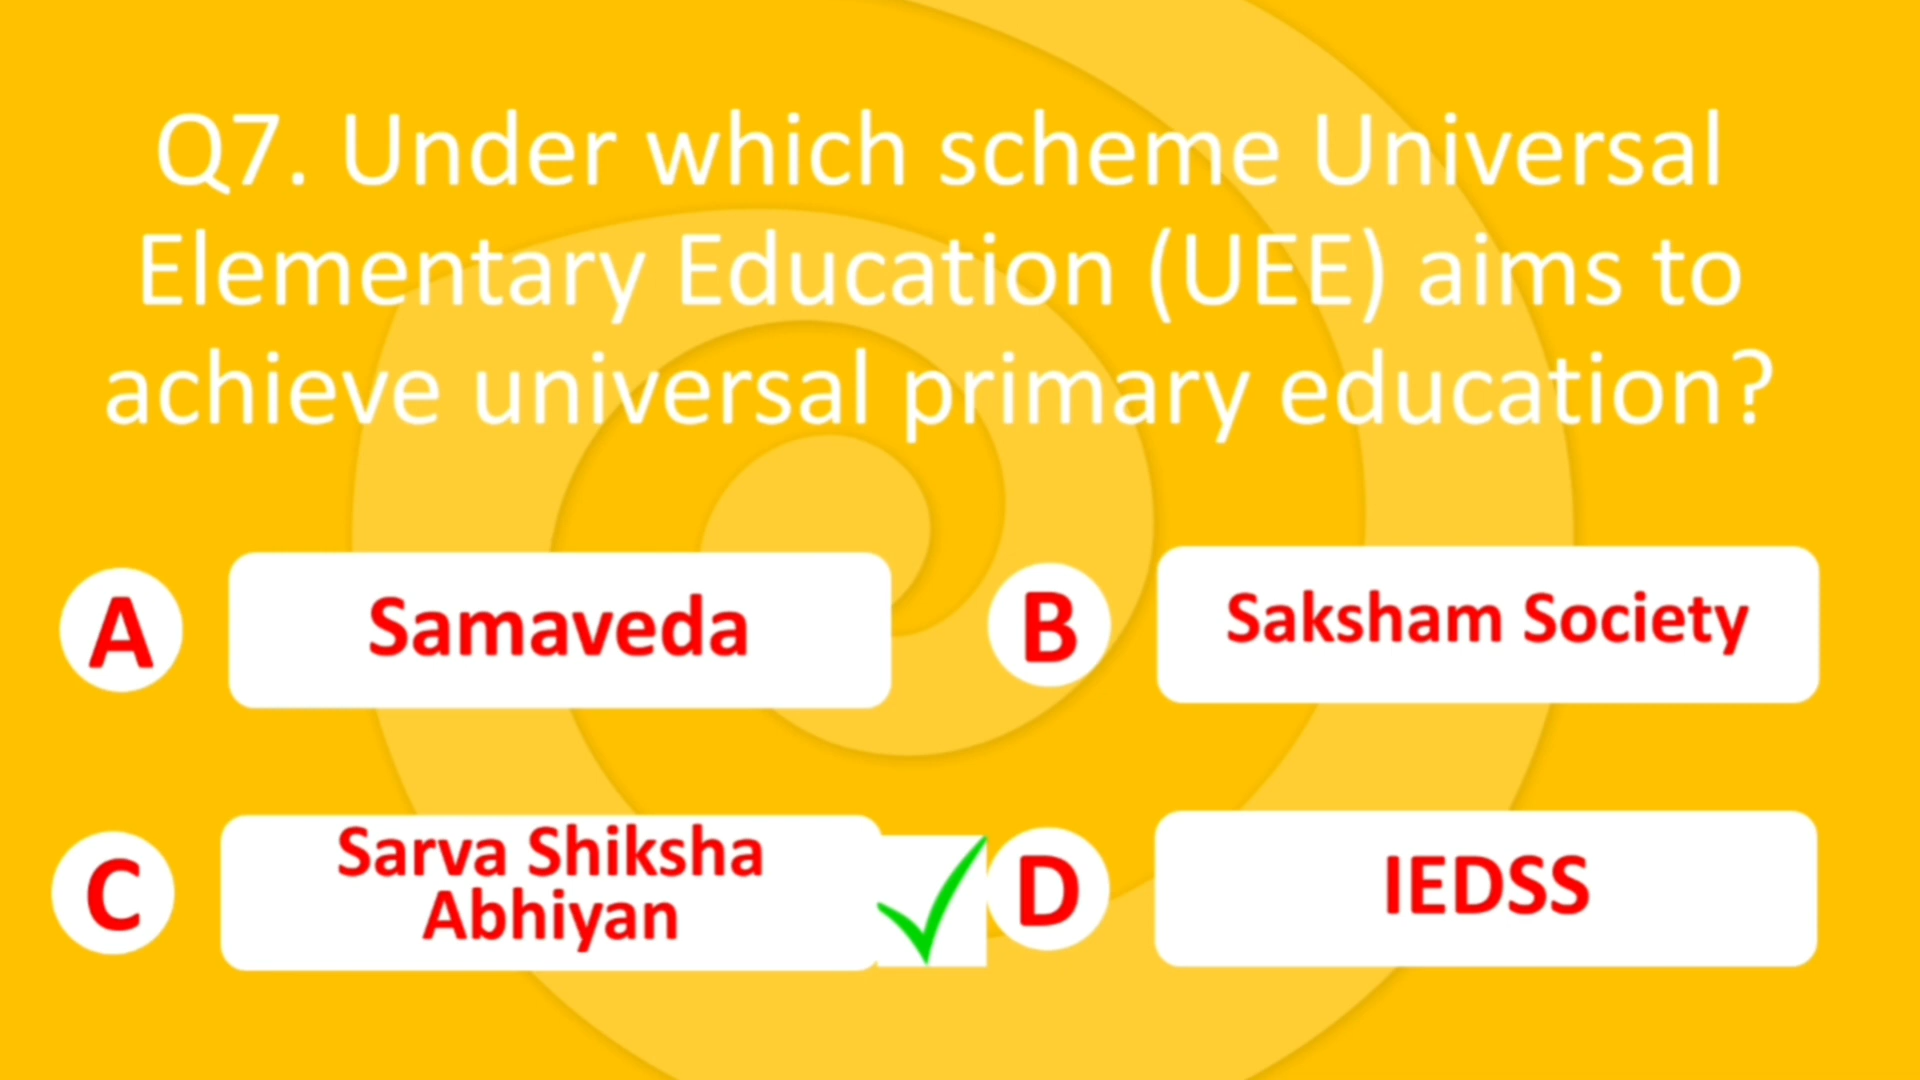 Q7. Under which scheme Universal
Elementary Education (UEE) aims to
achieve universal primary education?
A
Samaveda
B
Saksham Society
C
Sarva Shiksha
Abhiyan
D
IEDSS